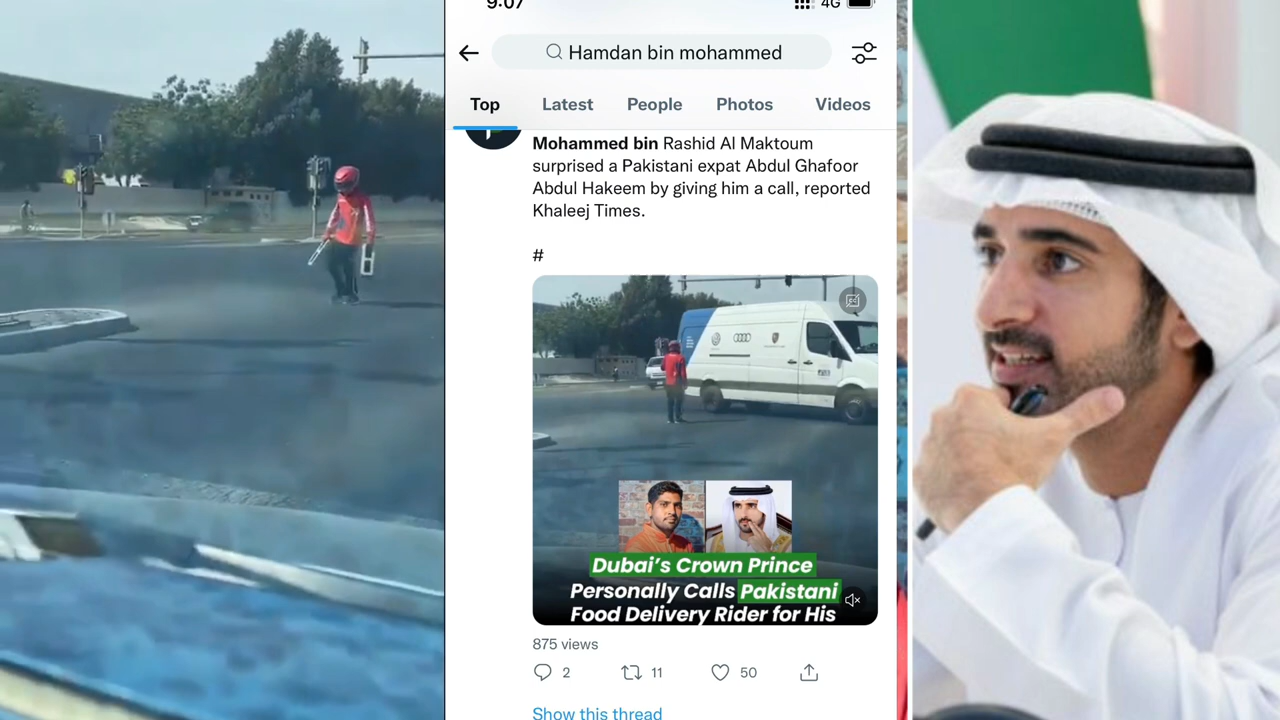 9:07
4G
Hamdan bin mohammed
Top
Latest
People
Photos
Videos
Mohammed bin Rashid Al Maktoum
surprised a Pakistani expat Abdul Ghafoor
Abdul Hakeem by giving him a call, reported
Khaleej Times.
#
Dubai's Crown Prince
Personally Calls Pakistani
Food Delivery Rider for His
875 views
2
11
50
Show this thread